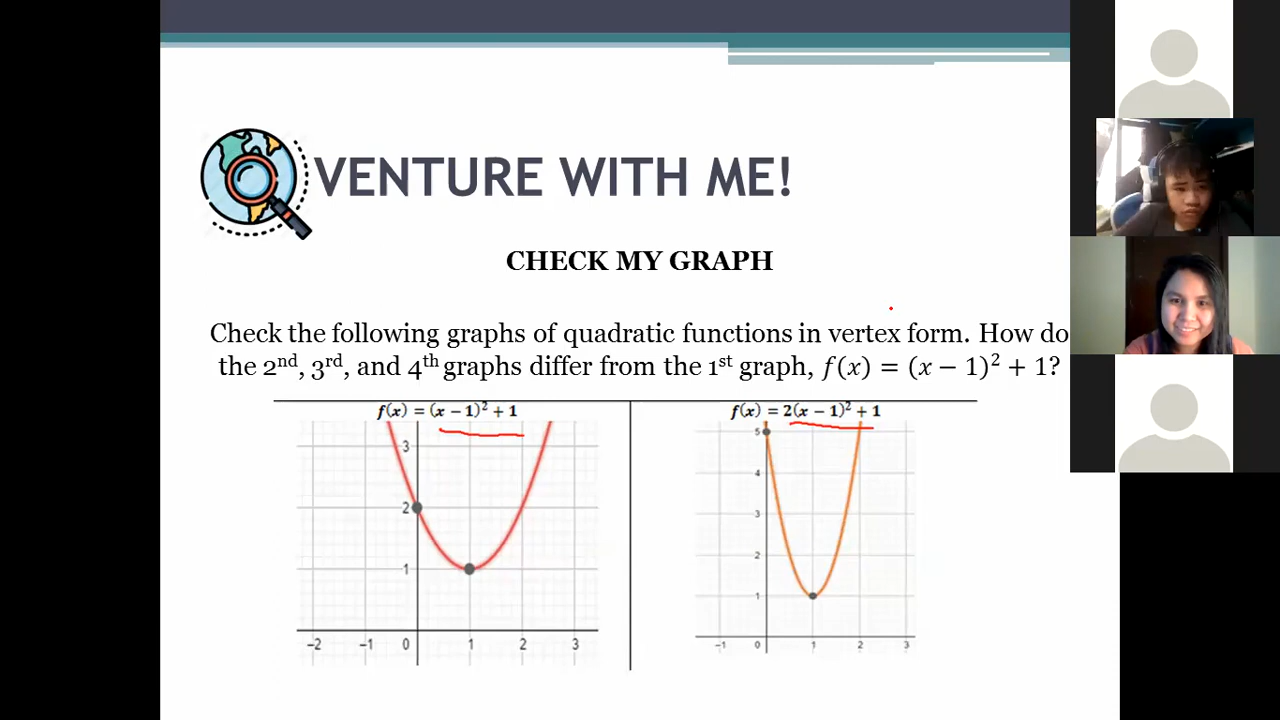 VENTURE WITH ME!
CHECK MY GRAPH
Check the following graphs of quadratic functions in vertex form. How do
the 2nd, 3rd, and 4th graphs differ from the 1st graph, f(x) = (x − 1)² + 1?
f(x) = (x − 1)² + 1
f(x) = 2(x − 1)² + 1
3
2
1
−2 −1 0 1 2 3
5
4
3
2
1
−1 0 1 2 3